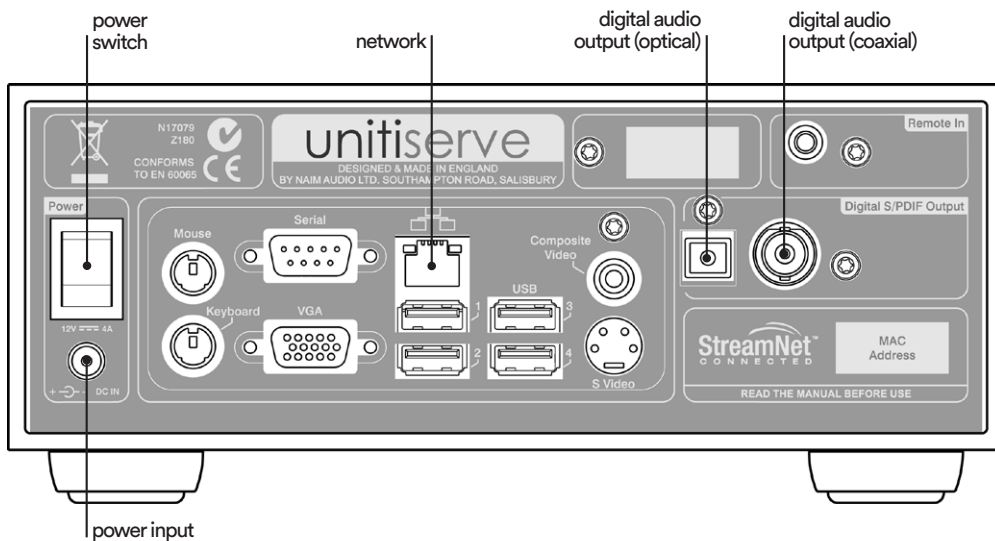 power
switch
network
digital audio
output (optical)
digital audio
output (coaxial)
N17079
Z180
CONFORMS
TO EN 60065
CE
unitiserve
DESIGNED & MADE IN ENGLAND
BY NAIM AUDIO LTD. SOUTHAMPTON ROAD, SALISBURY
Remote In
Power
12V 4A
+ - DC IN
Mouse
Serial
Keyboard
VGA
USB
1
2
3
4
Composite
Video
S Video
Digital S/PDIF Output
StreamNet™
CONNECTED
MAC
Address
READ THE MANUAL BEFORE USE
power input